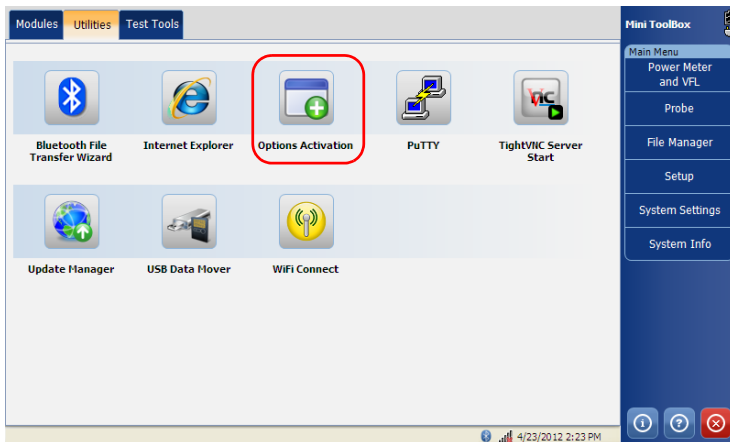 Modules Utilities Test Tools
Mini ToolBox
Main Menu
Power Meter
and VFL
Probe
File Manager
Setup
System Settings
System Info
Bluetooth File
Transfer Wizard
Internet Explorer
Options Activation
PuTTY
TightVNC Server
Start
Update Manager
USB Data Mover
WiFi Connect
4/23/2012 2:23 PM